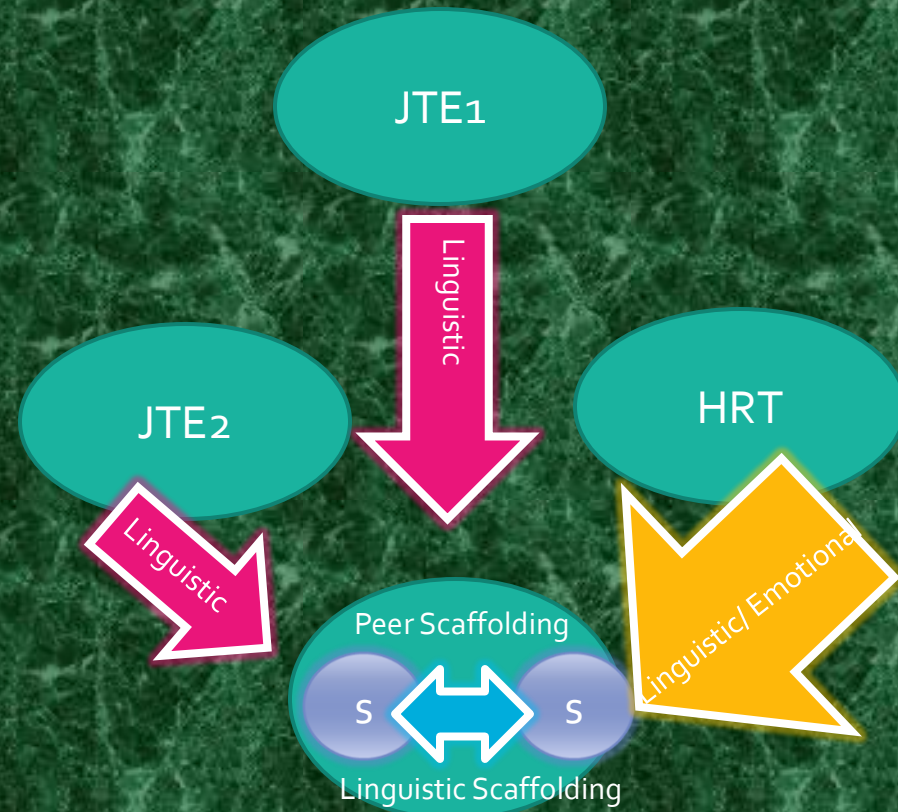 JTE1
Linguistic
JTE2
HRT
Linguistic
Linguistic/ Emotional
Peer Scaffolding
S
S
Linguistic Scaffolding